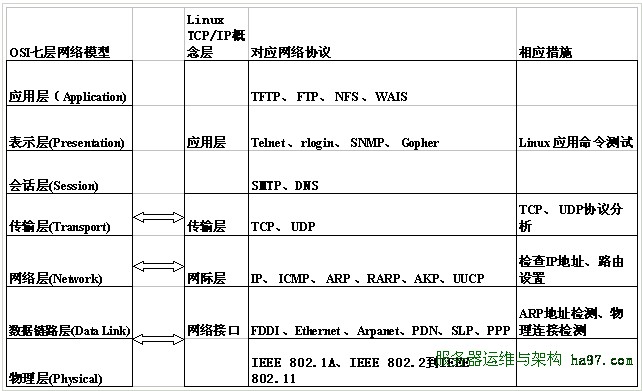 OSI七层网络模型
Linux
TCP/IP概
念层
对应网络协议
相应措施
应用层（Application)
TFTP、 FTP、 NFS 、WAIS
表示层(Presentation)
应用层
Telnet 、rlogin、 SNMP、 Gopher
Linux 应用命令测试
会话层(Session)
SMTP、DNS
传输层(Transport)
传输层
TCP、 UDP
TCP、 UDP协议分
析
网络层(Network)
网际层
IP、 ICMP、 ARP 、RARP、AKP、UUCP
检查IP地址、路由
设置
数据链路层(Data Link)
网络接口
FDDI 、Ethernet 、Arpanet、PDN、SLP、PPP
ARP地址检测、物
理连接检测
物理层(Physical)
IEEE 802.1A、IEEE 802.2到IEEE
802.11
服务器运维与架构 ha97.com